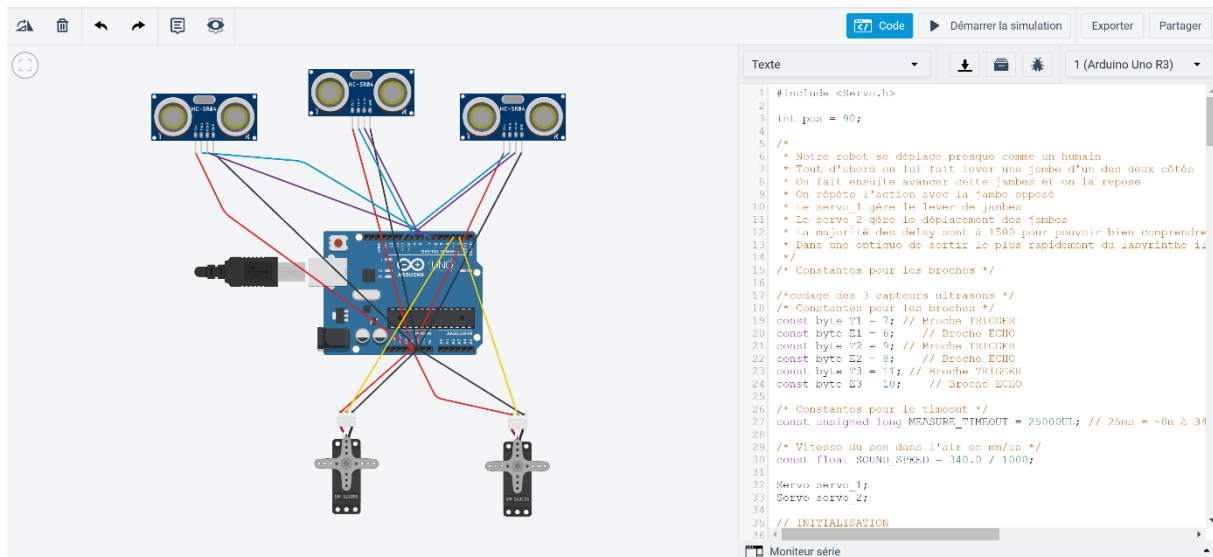 Code
Démarrer la simulation
Exporter
Partager
Texte
1 (Arduino Uno R3)
HC-SR04
HC-SR04
HC-SR04
ARDUINO
UNO
1 #include <Servo.h>
2
3 int pos = 90;
4
5 /*
6 * Notre robot se déplace presque comme un humain
7 * Tout d'abord on lui fait lever une jambe d'un des deux côtés
8 * On fait ensuite avancer cette jambes et on la repose
9 * On répète l'action avec la jambe opposé
10 * Le servo_1 gère le lever de jambes
11 * Le servo_2 gère le déplacement des jambes
12 * La majorité des delay sont à 1500 pour pouvoir bien comprendre
13 * Dans une optique de sortir le plus rapidement du labyrinthe il
14 */
15 /* Constantes pour les broches */
16
17 /*codage des 3 capteurs ultrasons */
18 /* Constantes pour les broches */
19 const byte T1 = 7; // Broche TRIGGER
20 const byte E1 = 6; // Broche ECHO
21 const byte T2 = 9; // Broche TRIGGER
22 const byte E2 = 8; // Broche ECHO
23 const byte T3 = 11; // Broche TRIGGER
24 const byte E3 = 10; // Broche ECHO
25
26 /* Constantes pour le timeout */
27 const unsigned long MEASURE_TIMEOUT = 25000UL; // 25ms = ~8m à 34
28
29 /* Vitesse du son dans l'air en mm/us */
30 const float SOUND_SPEED = 340.0 / 1000;
31
32 Servo servo_1;
33 Servo servo_2;
34
35 // INITIALISATION
36
Moniteur série